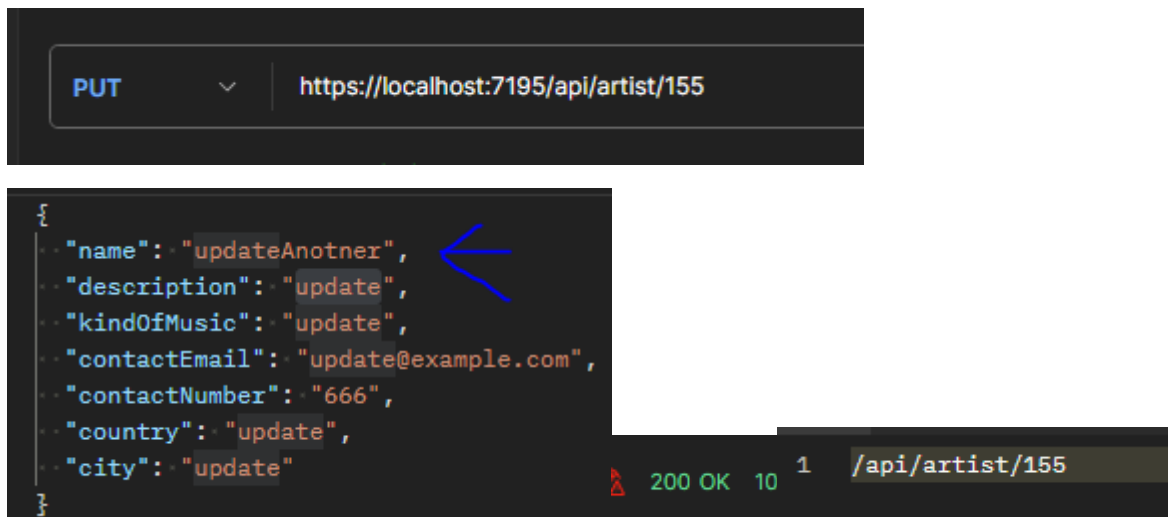 PUT https://localhost:7195/api/artist/155
{
"name": "updateAnotner",
"description": "update",
"kindOfMusic": "update",
"contactEmail": "update@example.com",
"contactNumber": "666",
"country": "update",
"city": "update"
}
200 OK 10
1 /api/artist/155